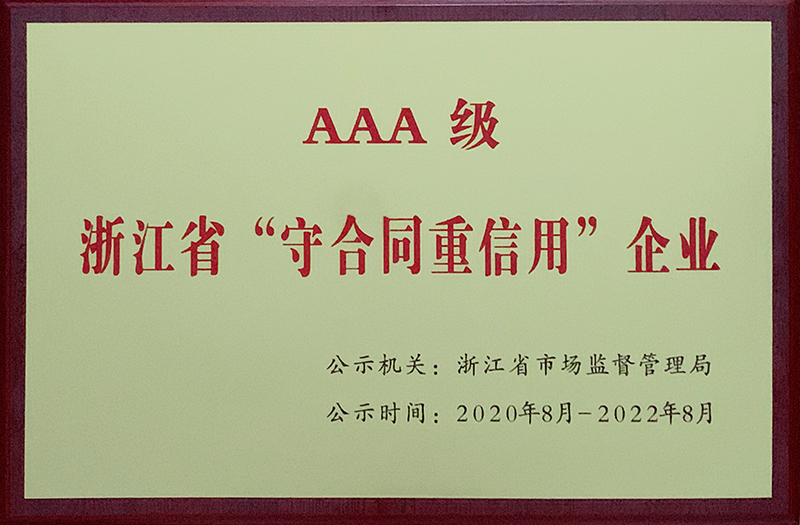 AAA 级
浙江省“守合同重信用”企业
公示机关：浙江省市场监督管理局
公示时间：2020年8月-2022年8月